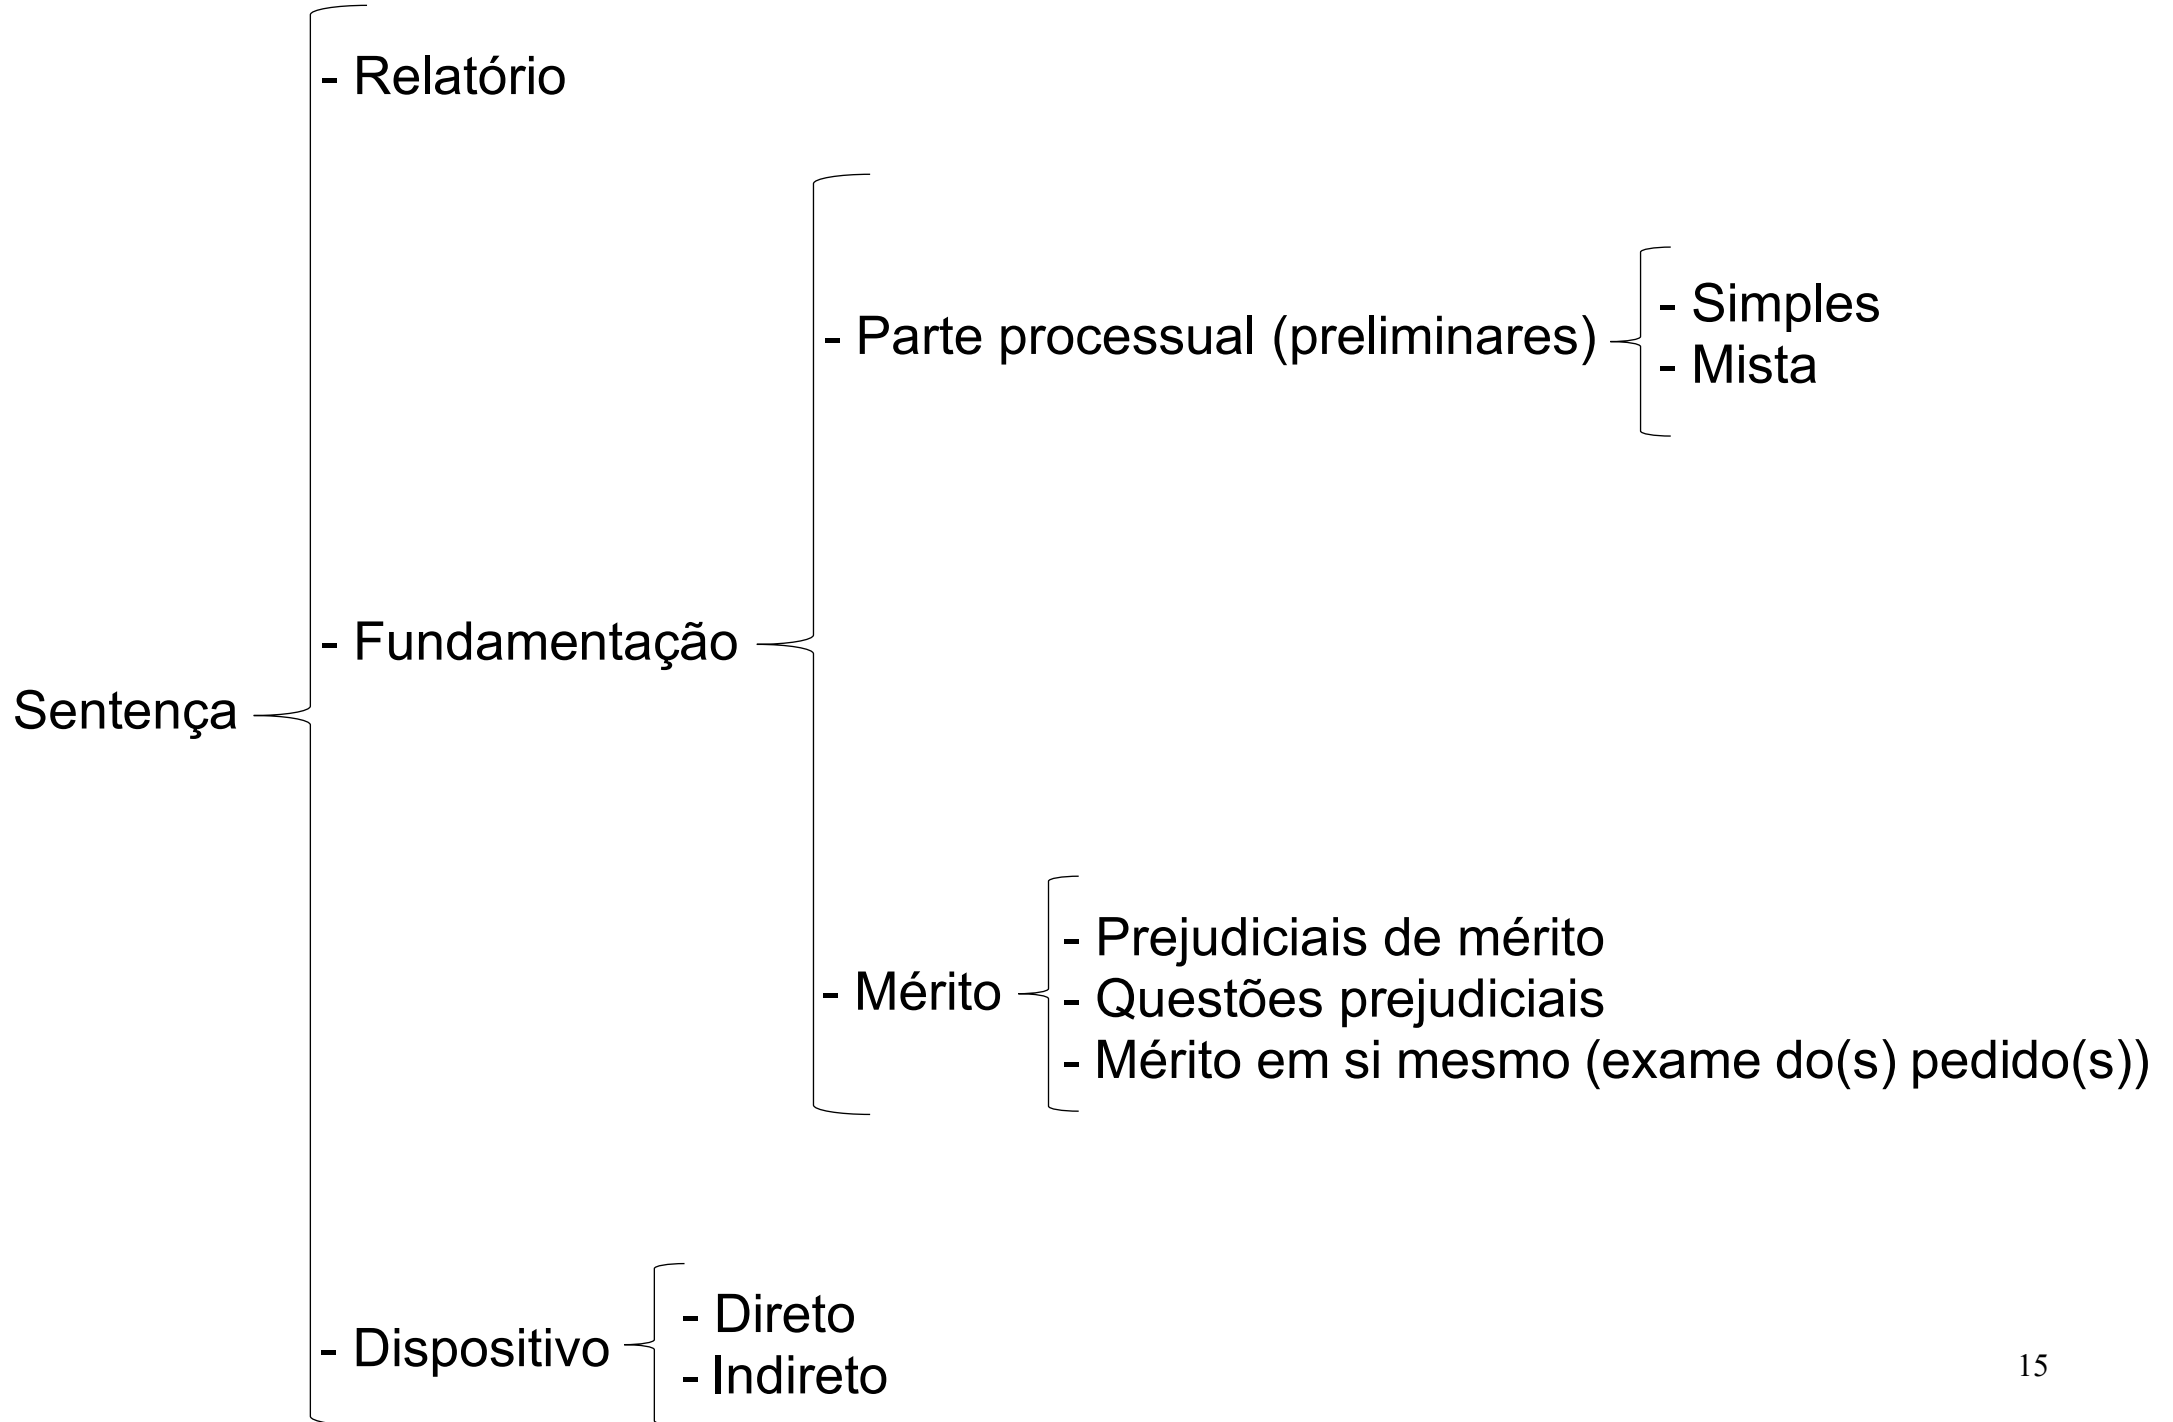 - Relatório
- Simples
- Parte processual (preliminares)
- Mista
- Fundamentação
Sentença
- Prejudiciais de mérito
- Mérito
- Questões prejudiciais
- Mérito em si mesmo (exame do(s) pedido(s))
- Direto
- Dispositivo
- Indireto
15